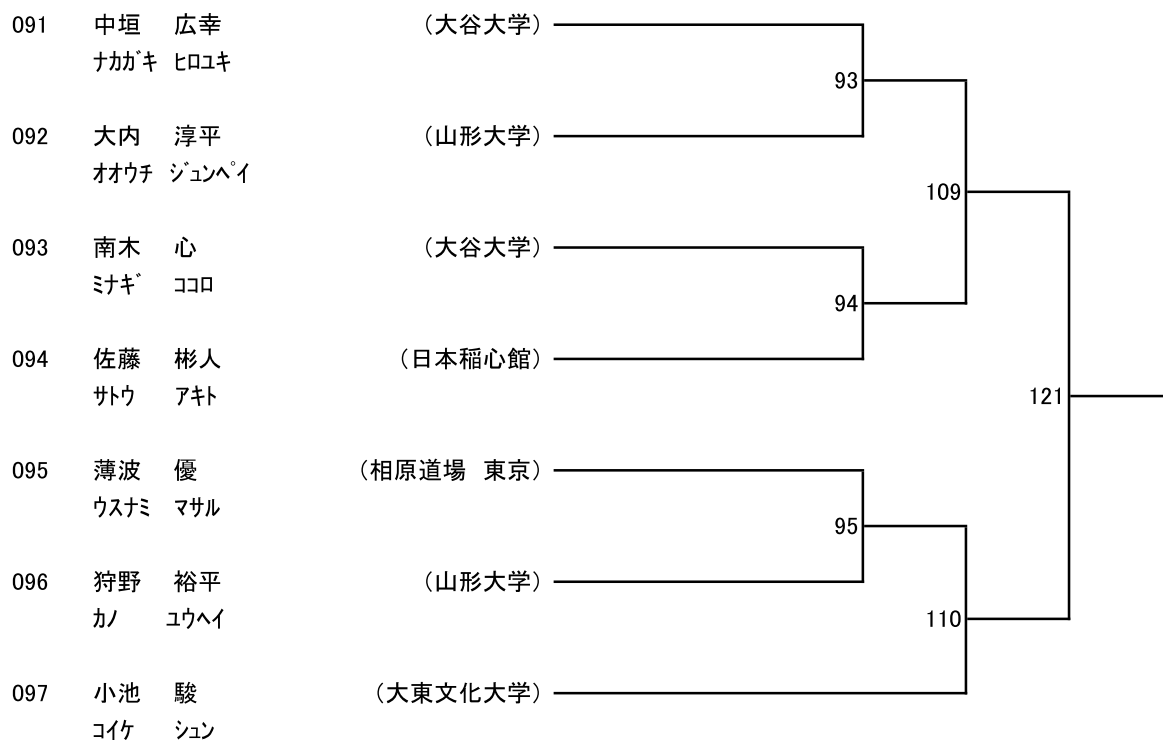 091 中垣 広幸 （大谷大学）
ﾅｶｶﾞｷ ﾋﾛﾕｷ
93
092 大内 淳平 （山形大学）
ｵｵｳﾁ ｼﾞｭﾝﾍﾟｲ
109
093 南木 心 （大谷大学）
ﾐﾅｷﾞ ｺｺﾛ
94
094 佐藤 彬人 （日本稲心館）
ｻﾄｳ ｱｷﾄ
121
095 薄波 優 （相原道場 東京）
ｳｽﾅﾐ ﾏｻﾙ
95
096 狩野 裕平 （山形大学）
ｶﾉ ﾕｳﾍｲ
110
097 小池 駿 （大東文化大学）
ｺｲｹ ｼｭﾝ